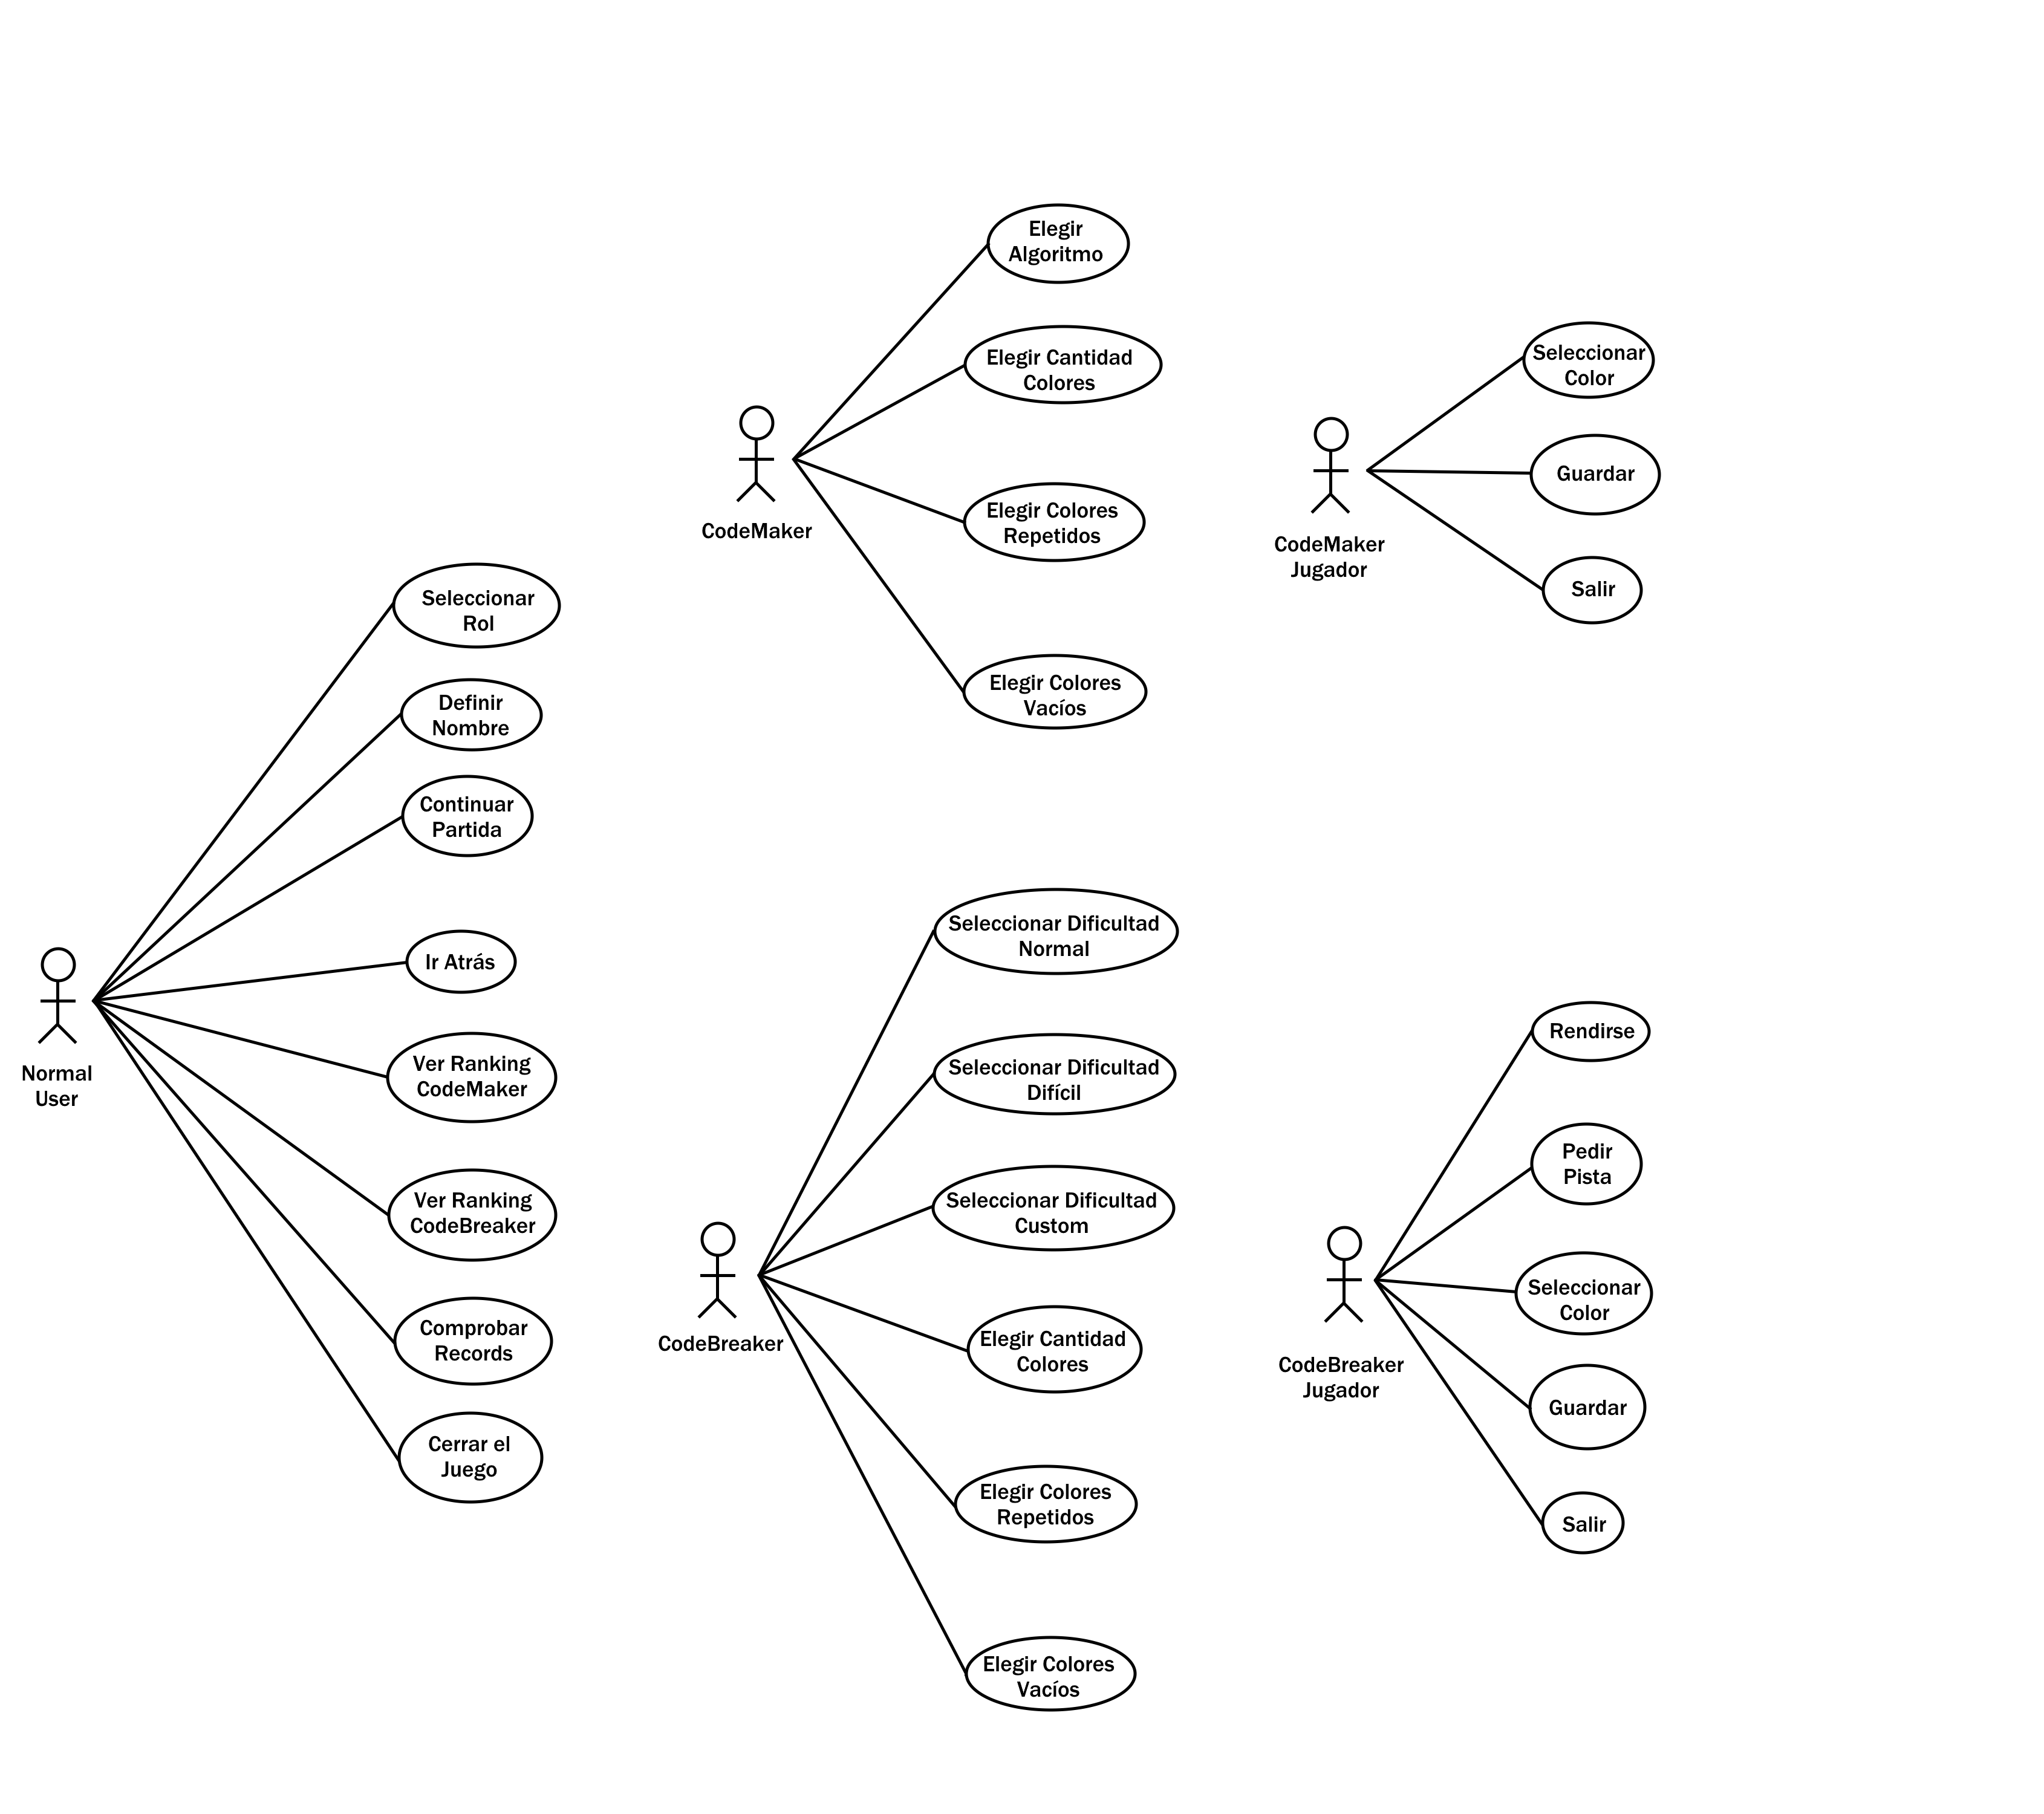 Normal
User
Seleccionar
Rol
Definir
Nombre
Continuar
Partida
Ir Atrás
Ver Ranking
CodeMaker
Ver Ranking
CodeBreaker
Comprobar
Records
Cerrar el
Juego
CodeMaker
Elegir
Algoritmo
Elegir Cantidad
Colores
Elegir Colores
Repetidos
Elegir Colores
Vacíos
CodeMaker
Jugador
Seleccionar
Color
Guardar
Salir
CodeBreaker
Seleccionar Dificultad
Normal
Seleccionar Dificultad
Difícil
Seleccionar Dificultad
Custom
Elegir Cantidad
Colores
Elegir Colores
Repetidos
Elegir Colores
Vacíos
CodeBreaker
Jugador
Rendirse
Pedir
Pista
Seleccionar
Color
Guardar
Salir